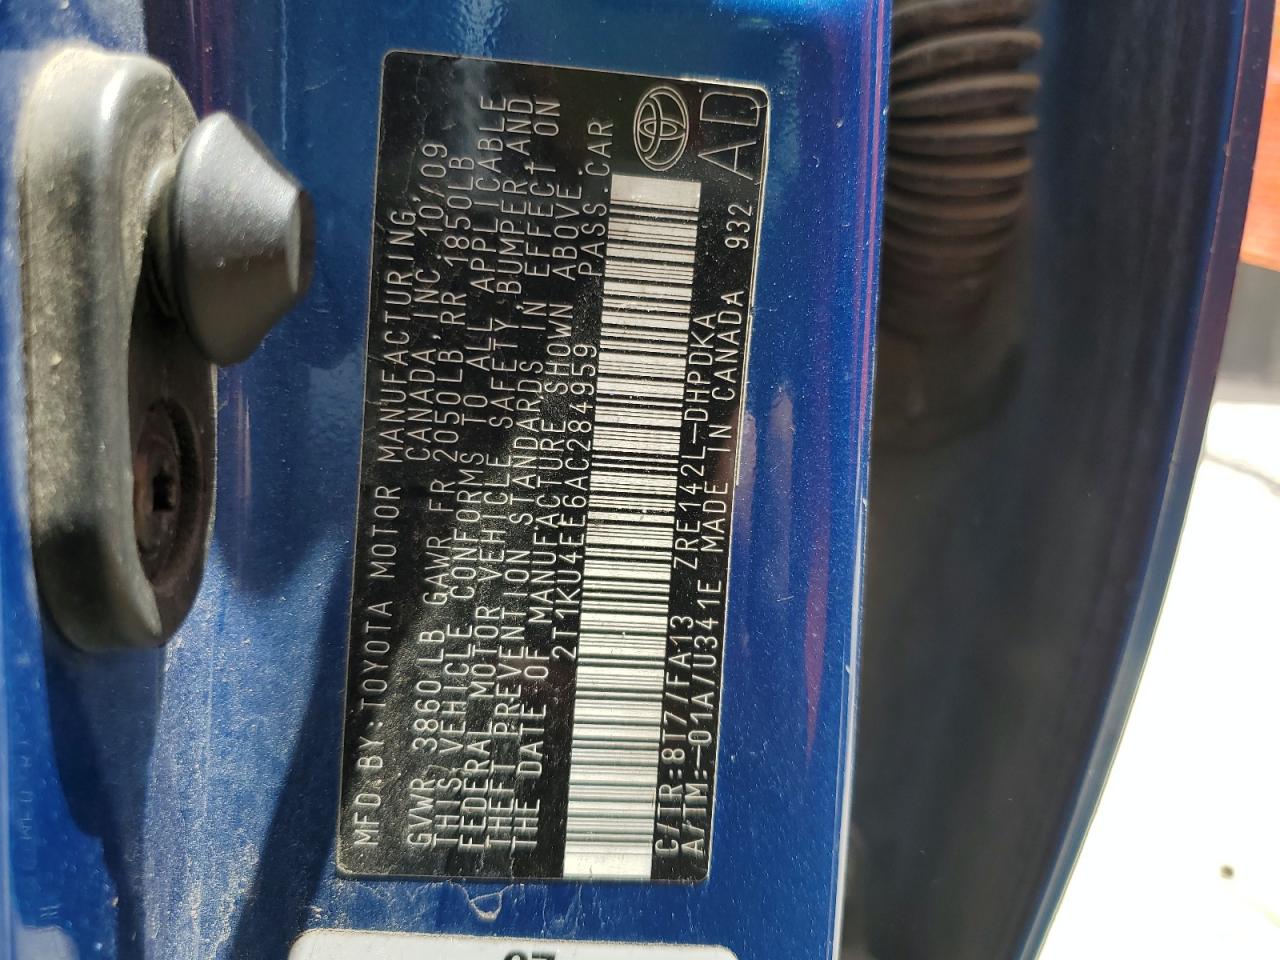 MFD.BY:TOYOTA MOTOR MANUFACTURING,
CANADA,INC. 10/09
GVWR 3860LB GAWR FR 2050LB,RR 1850LB
THIS VEHICLE CONFORMS TO ALL APPLICABLE
FEDERAL MOTOR VEHICLE SAFETY,BUMPER,AND
THEFT PREVENTION STANDARDS IN EFFECT ON
THE DATE OF MANUFACTURE SHOWN ABOVE.
2T1KU4EE6AC284959 PASS.CAR
C/TR:8T7/FA13 ZRE142L-DHPDKA
A/TM:-01A/U341E MADE IN CANADA 932 AD